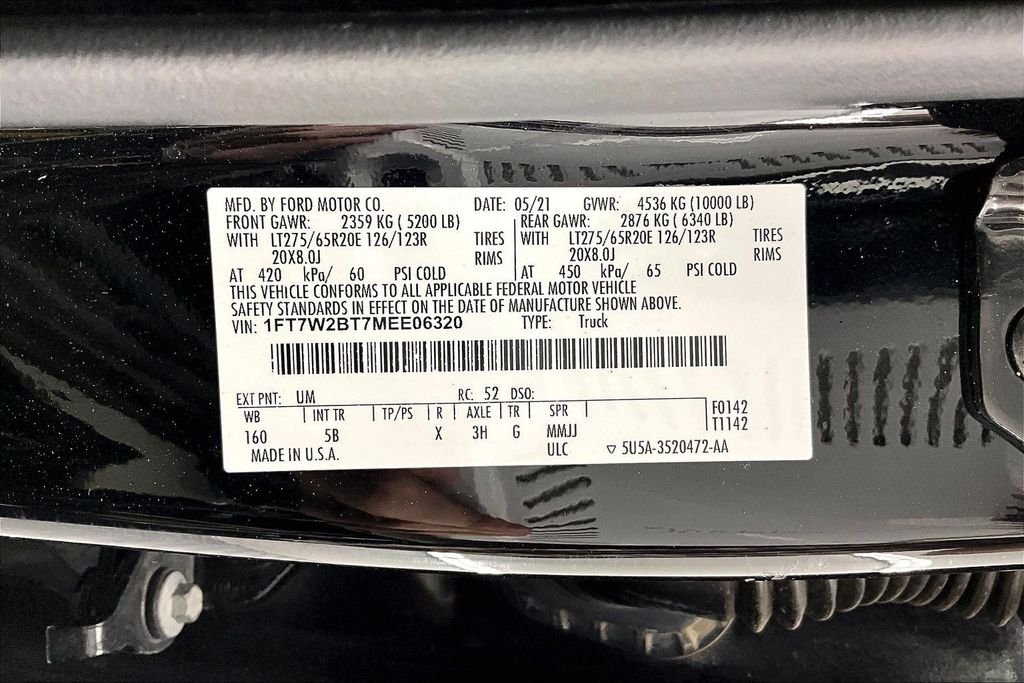 MFD. BY FORD MOTOR CO. DATE: 05/21 GVWR: 4536 KG (10000 LB)
FRONT GAWR: 2359 KG ( 5200 LB) REAR GAWR: 2876 KG ( 6340 LB)
WITH LT275/65R20E 126/123R TIRES WITH LT275/65R20E 126/123R TIRES
20X8.0J RIMS 20X8.0J RIMS
AT 420 kPa/ 60 PSI COLD AT 450 kPa/ 65 PSI COLD
THIS VEHICLE CONFORMS TO ALL APPLICABLE FEDERAL MOTOR VEHICLE
SAFETY STANDARDS IN EFFECT ON THE DATE OF MANUFACTURE SHOWN ABOVE.
VIN: 1FT7W2BT7MEE06320 TYPE: Truck
EXT PNT: UM RC: 52 DSO:
WB INT TR TP/PS R AXLE TR SPR F0142
160 5B X 3H G MMJJ T1142
MADE IN U.S.A. ULC ▽ 5U5A-3520472-AA